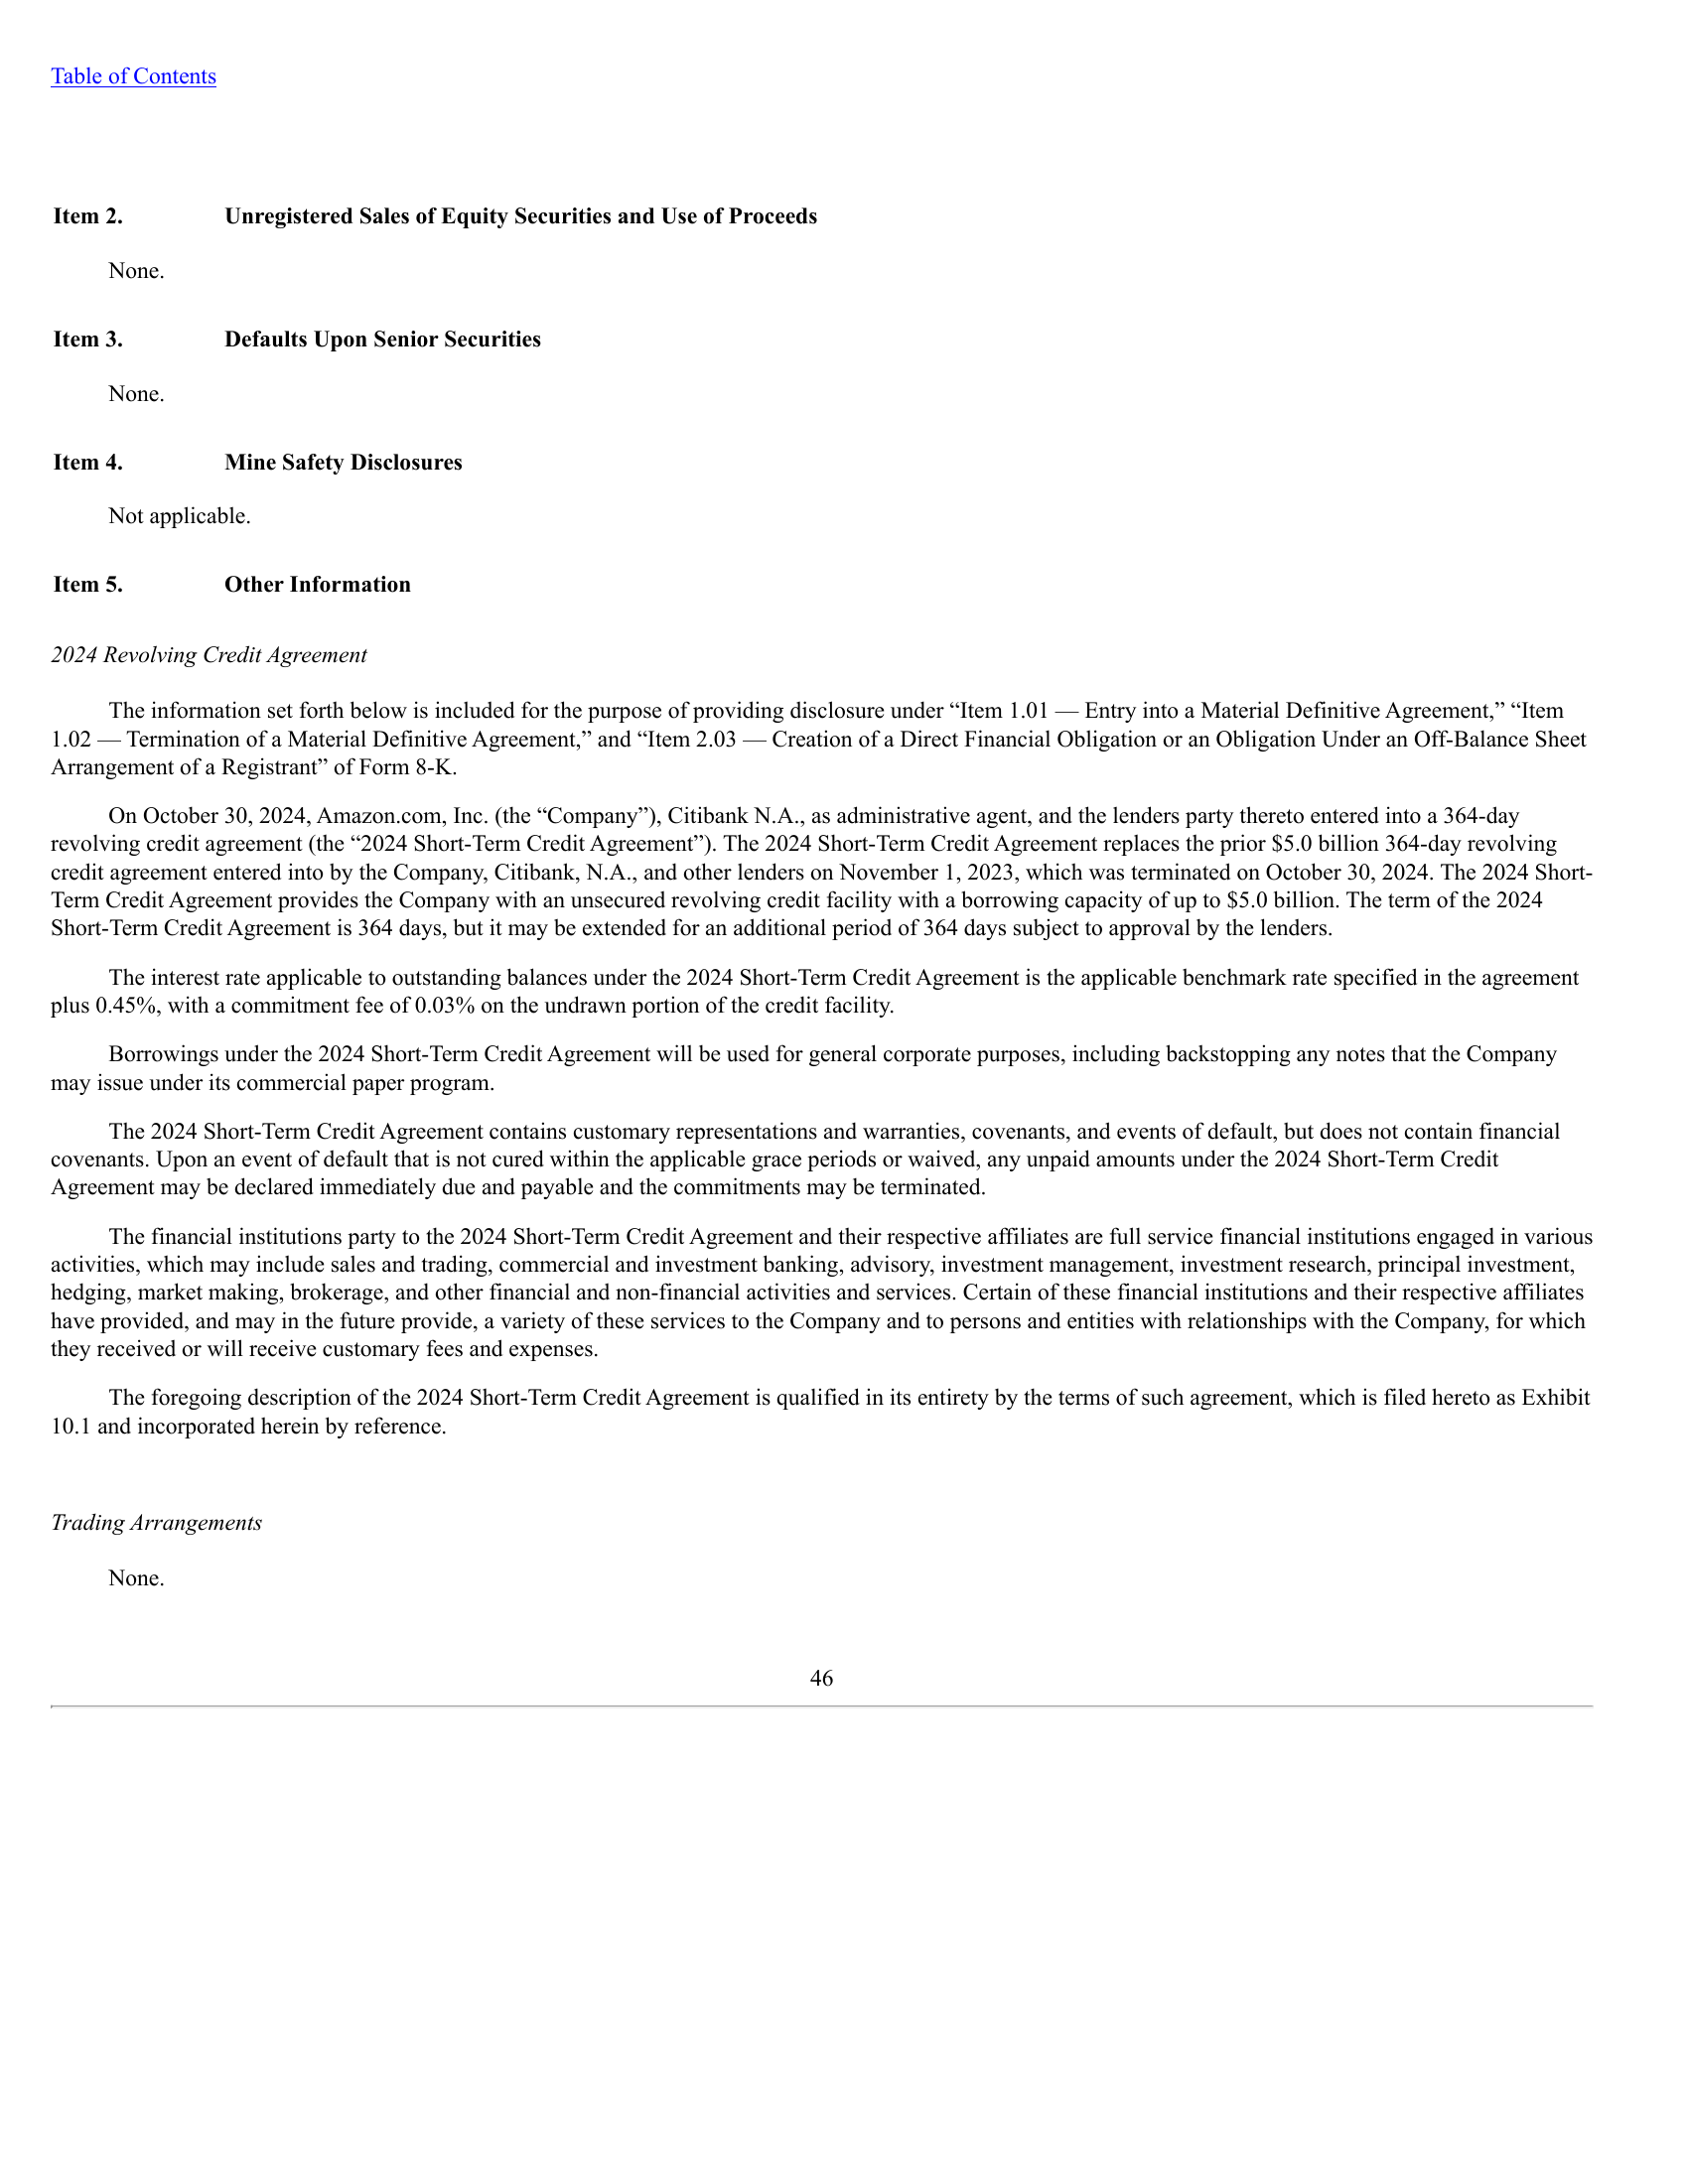 Table of Contents
Item 2. Unregistered Sales of Equity Securities and Use of Proceeds
None.
Item 3. Defaults Upon Senior Securities
None.
Item 4. Mine Safety Disclosures
Not applicable.
Item 5. Other Information
2024 Revolving Credit Agreement
The information set forth below is included for the purpose of providing disclosure under “Item 1.01 — Entry into a Material Definitive Agreement,” “Item
1.02 — Termination of a Material Definitive Agreement,” and “Item 2.03 — Creation of a Direct Financial Obligation or an Obligation Under an Off-Balance Sheet
Arrangement of a Registrant” of Form 8-K.
On October 30, 2024, Amazon.com, Inc. (the “Company”), Citibank N.A., as administrative agent, and the lenders party thereto entered into a 364-day
revolving credit agreement (the “2024 Short-Term Credit Agreement”). The 2024 Short-Term Credit Agreement replaces the prior $5.0 billion 364-day revolving
credit agreement entered into by the Company, Citibank, N.A., and other lenders on November 1, 2023, which was terminated on October 30, 2024. The 2024 Short-
Term Credit Agreement provides the Company with an unsecured revolving credit facility with a borrowing capacity of up to $5.0 billion. The term of the 2024
Short-Term Credit Agreement is 364 days, but it may be extended for an additional period of 364 days subject to approval by the lenders.
The interest rate applicable to outstanding balances under the 2024 Short-Term Credit Agreement is the applicable benchmark rate specified in the agreement
plus 0.45%, with a commitment fee of 0.03% on the undrawn portion of the credit facility.
Borrowings under the 2024 Short-Term Credit Agreement will be used for general corporate purposes, including backstopping any notes that the Company
may issue under its commercial paper program.
The 2024 Short-Term Credit Agreement contains customary representations and warranties, covenants, and events of default, but does not contain financial
covenants. Upon an event of default that is not cured within the applicable grace periods or waived, any unpaid amounts under the 2024 Short-Term Credit
Agreement may be declared immediately due and payable and the commitments may be terminated.
The financial institutions party to the 2024 Short-Term Credit Agreement and their respective affiliates are full service financial institutions engaged in various
activities, which may include sales and trading, commercial and investment banking, advisory, investment management, investment research, principal investment,
hedging, market making, brokerage, and other financial and non-financial activities and services. Certain of these financial institutions and their respective affiliates
have provided, and may in the future provide, a variety of these services to the Company and to persons and entities with relationships with the Company, for which
they received or will receive customary fees and expenses.
The foregoing description of the 2024 Short-Term Credit Agreement is qualified in its entirety by the terms of such agreement, which is filed hereto as Exhibit
10.1 and incorporated herein by reference.
Trading Arrangements
None.
46